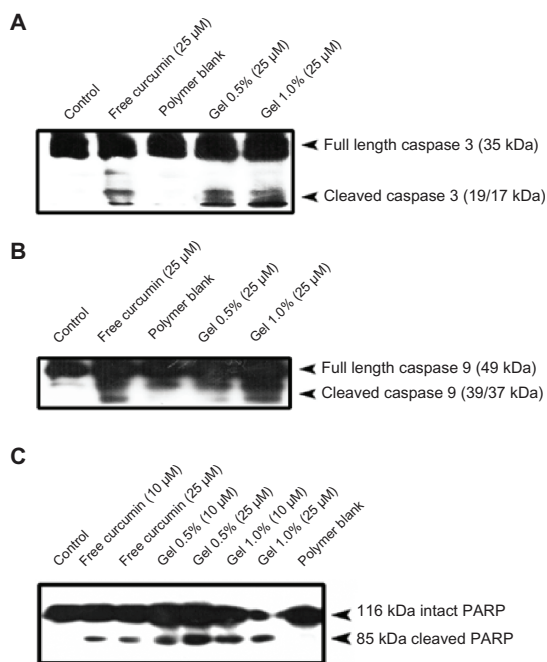 A
Control
Free curcumin (25 µM)
Polymer blank
Gel 0.5% (25 µM)
Gel 1.0% (25 µM)
Full length caspase 3 (35 kDa)
Cleaved caspase 3 (19/17 kDa)
B
Control
Free curcumin (25 µM)
Polymer blank
Gel 0.5% (25 µM)
Gel 1.0% (25 µM)
Full length caspase 9 (49 kDa)
Cleaved caspase 9 (39/37 kDa)
C
Control
Free curcumin (10 µM)
Free curcumin (25 µM)
Gel 0.5% (10 µM)
Gel 0.5% (25 µM)
Gel 1.0% (10 µM)
Gel 1.0% (25 µM)
Polymer blank
116 kDa intact PARP
85 kDa cleaved PARP